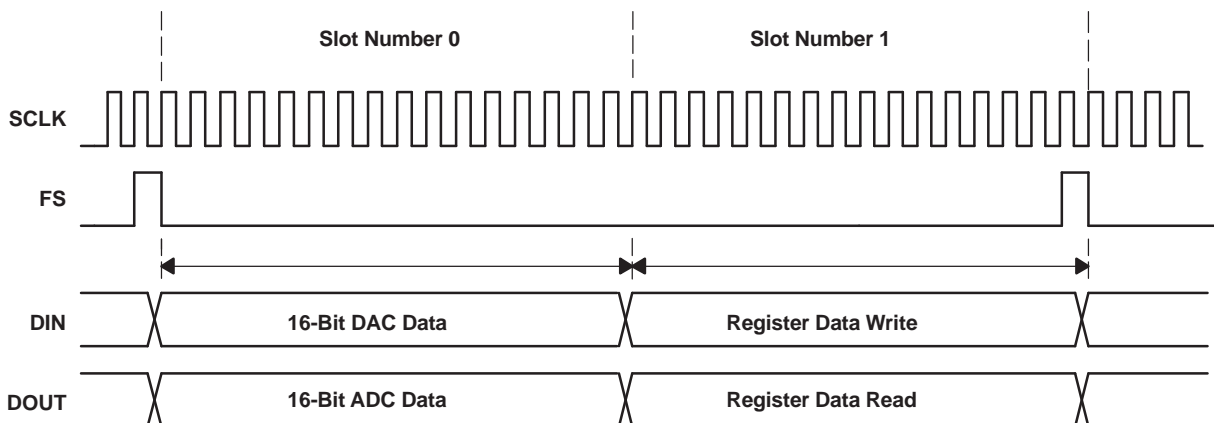 Slot Number 0 Slot Number 1
SCLK
FS
DIN 16-Bit DAC Data Register Data Write
DOUT 16-Bit ADC Data Register Data Read